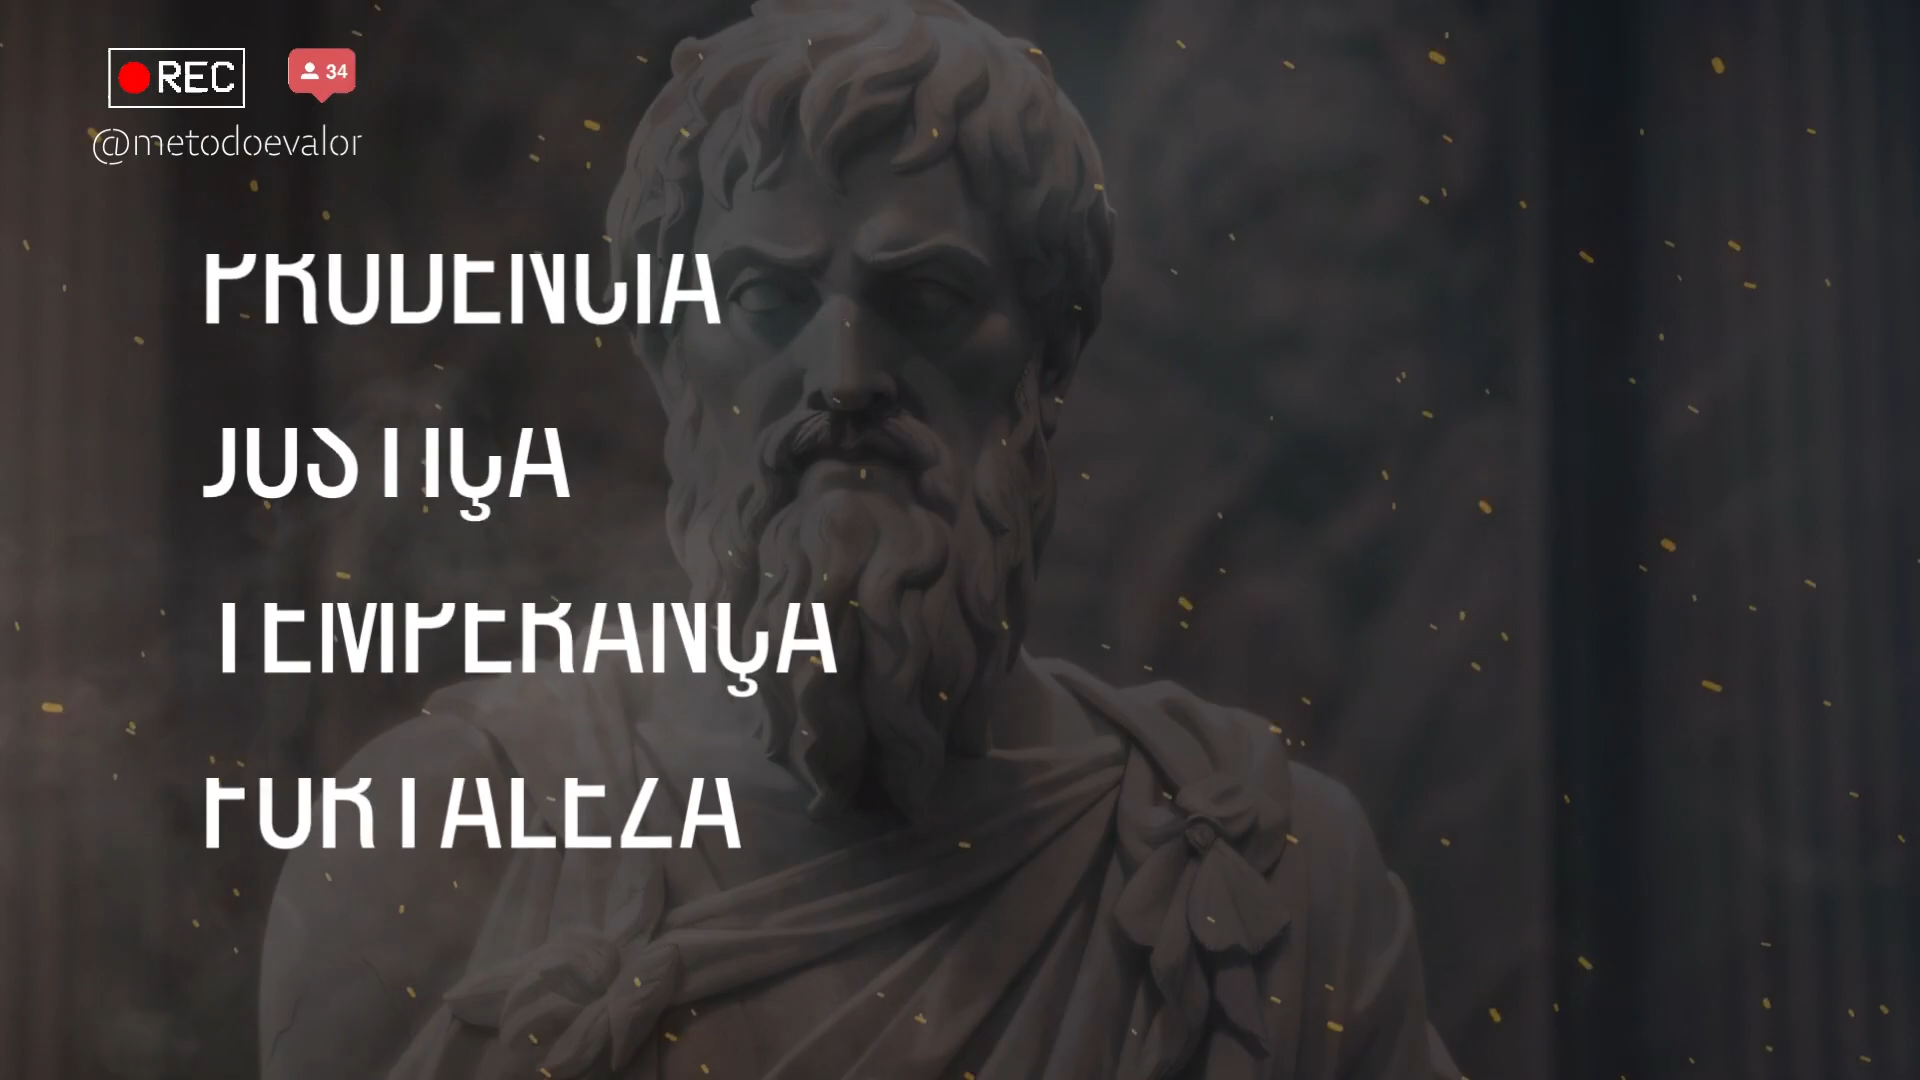 REC
34
@metodoevalor
PRUDENCIA
JUSTIÇA
TEMPERANÇA
FORTALEZA